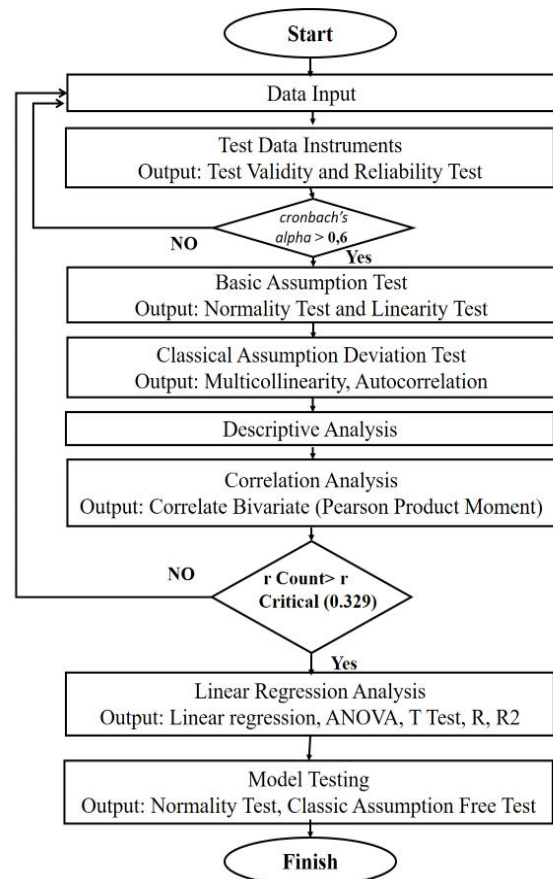 Start
Data Input
Test Data Instruments
Output: Test Validity and Reliability Test
cronbach's
alpha > 0,6
NO
Yes
Basic Assumption Test
Output: Normality Test and Linearity Test
Classical Assumption Deviation Test
Output: Multicollinearity, Autocorrelation
Descriptive Analysis
Correlation Analysis
Output: Correlate Bivariate (Pearson Product Moment)
NO
r Count> r
Critical (0.329)
Yes
Linear Regression Analysis
Output: Linear regression, ANOVA, T Test, R, R2
Model Testing
Output: Normality Test, Classic Assumption Free Test
Finish